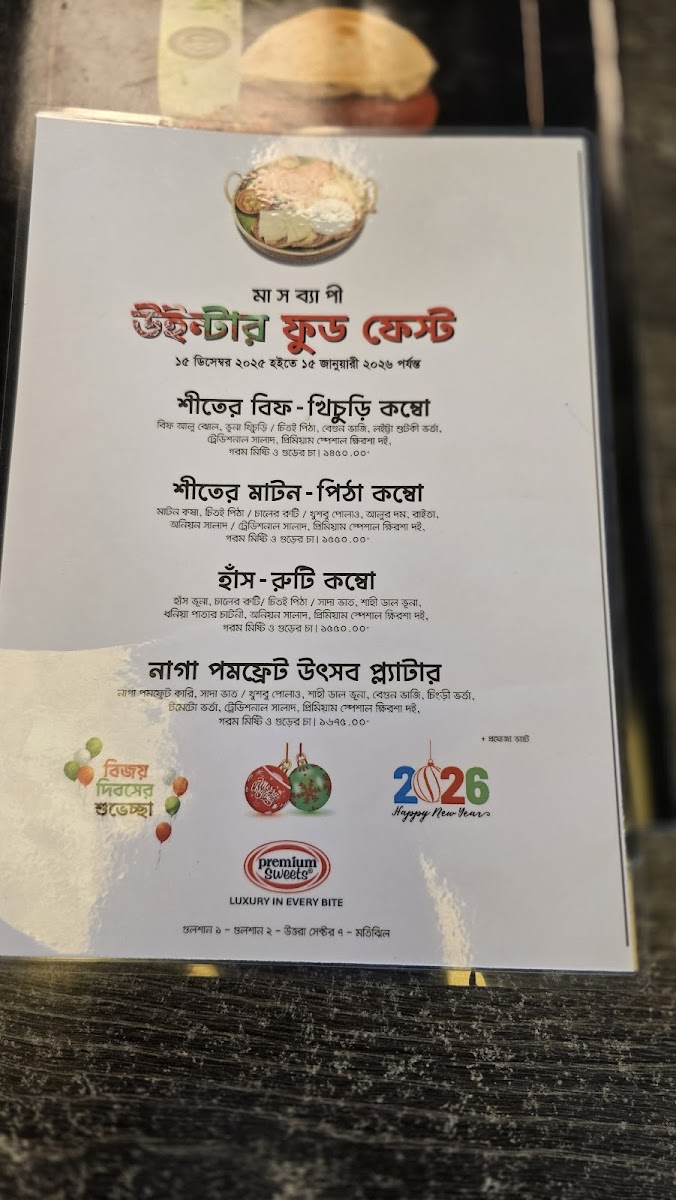 মাসব্যাপী
উইন্টার ফুড ফেস্ট
১৫ ডিসেম্বর ২০২৫ হইতে ১৫ জানুয়ারী ২০২৬ পর্যন্ত
শীতের বিফ - খিচুড়ি কম্বো
বিফ আলু ঝোল, ভূনা খিচুড়ি / চিতই পিঠা, বেগুন ভাজি, লইট্টা শুটকী ভর্তা,
ট্রেডিশনাল সালাদ, প্রিমিয়াম স্পেশাল ক্ষিরশা দই,
গরম মিষ্টি ও গুড়ের চা। ১৪৫০.০০+
শীতের মাটন - পিঠা কম্বো
মাটন কষা, চিতই পিঠা / চালের রুটি / খুশবু পোলাও, আলুর দম, রাইতা,
অনিয়ন সালাদ / ট্রেডিশনাল সালাদ, প্রিমিয়াম স্পেশাল ক্ষিরশা দই,
গরম মিষ্টি ও গুড়ের চা। ১৫৫০.০০+
হাঁস - রুটি কম্বো
হাঁস ভূনা, চালের রুটি/ চিতই পিঠা / সাদা ভাত, শাহী ডাল ভূনা,
ধনিয়া পাতার চাটনী, অনিয়ন সালাদ, প্রিমিয়াম স্পেশাল ক্ষিরশা দই,
গরম মিষ্টি ও গুড়ের চা। ১৫৫০.০০+
নাগা পমফ্রেট উৎসব প্ল্যাটার
নাগা পমফ্রেট কারি, সাদা ভাত / খুশবু পোলাও, শাহী ডাল ভূনা, বেগুন ভাজি, চিংড়ী ভর্তা,
টমেটো ভর্তা, ট্রেডিশনাল সালাদ, প্রিমিয়াম স্পেশাল ক্ষিরশা দই,
গরম মিষ্টি ও গুড়ের চা। ১৬৭৫.০০+
+ প্রযোজ্য ভ্যাট
বিজয়
দিবসের
শুভেচ্ছা
2026
Happy New Year
premium
Sweets®
LUXURY IN EVERY BITE
গুলশান ১ - গুলশান ২ - উত্তরা সেক্টর ৭ - মতিঝিল